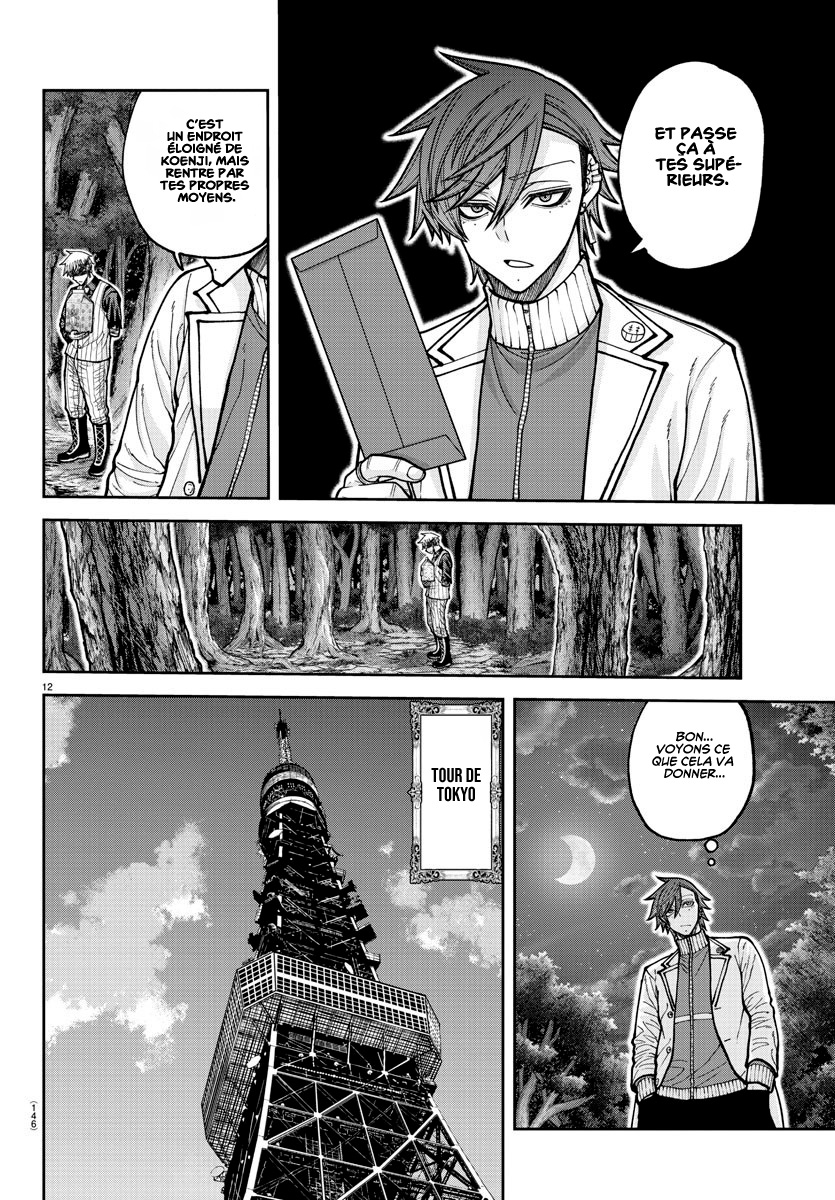 ET PASSE
ÇA À
TES SUPÉ-
RIEURS.
C'EST
UN ENDROIT
ÉLOIGNÉ DE
KOENJI, MAIS
RENTRE PAR
TES PROPRES
MOYENS.
12
BON...
VOYONS CE
QUE CELA VA
DONNER...
TOUR DE
TOKYO
(146)